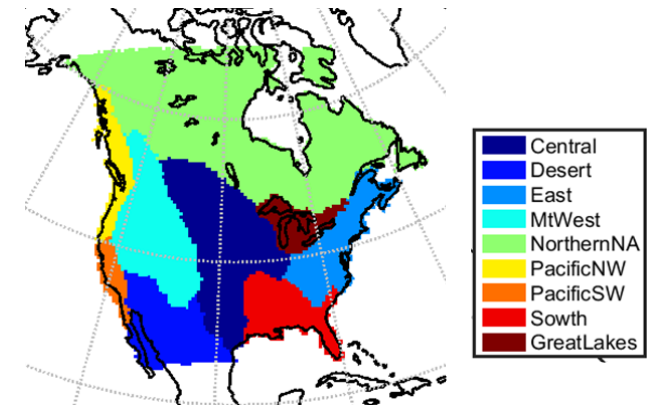 Central
Desert
East
MtWest
NorthernNA
PacificNW
PacificSW
Sowth
GreatLakes